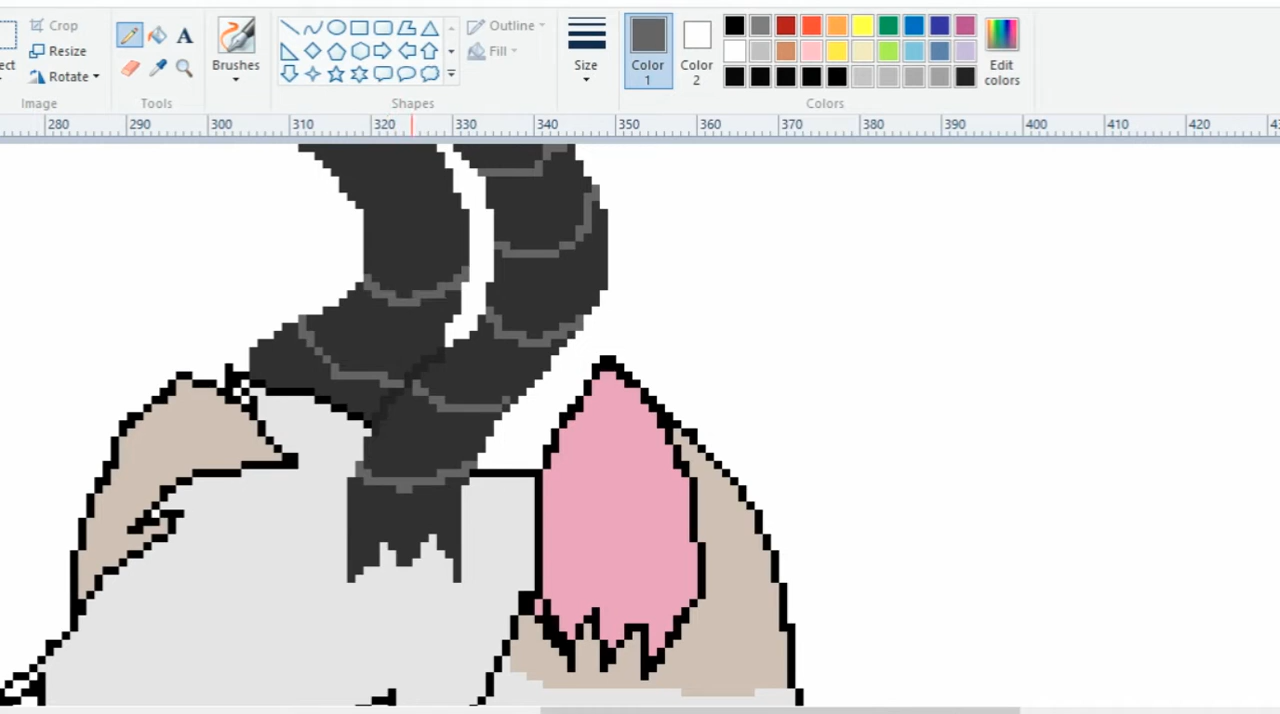 Crop
Resize
Rotate
ect
Image
A
Tools
Brushes
Outline
Fill
Shapes
Size
Color 1
Color 2
Edit colors
Colors
280 290 300 310 320 330 340 350 360 370 380 390 400 410 420 43